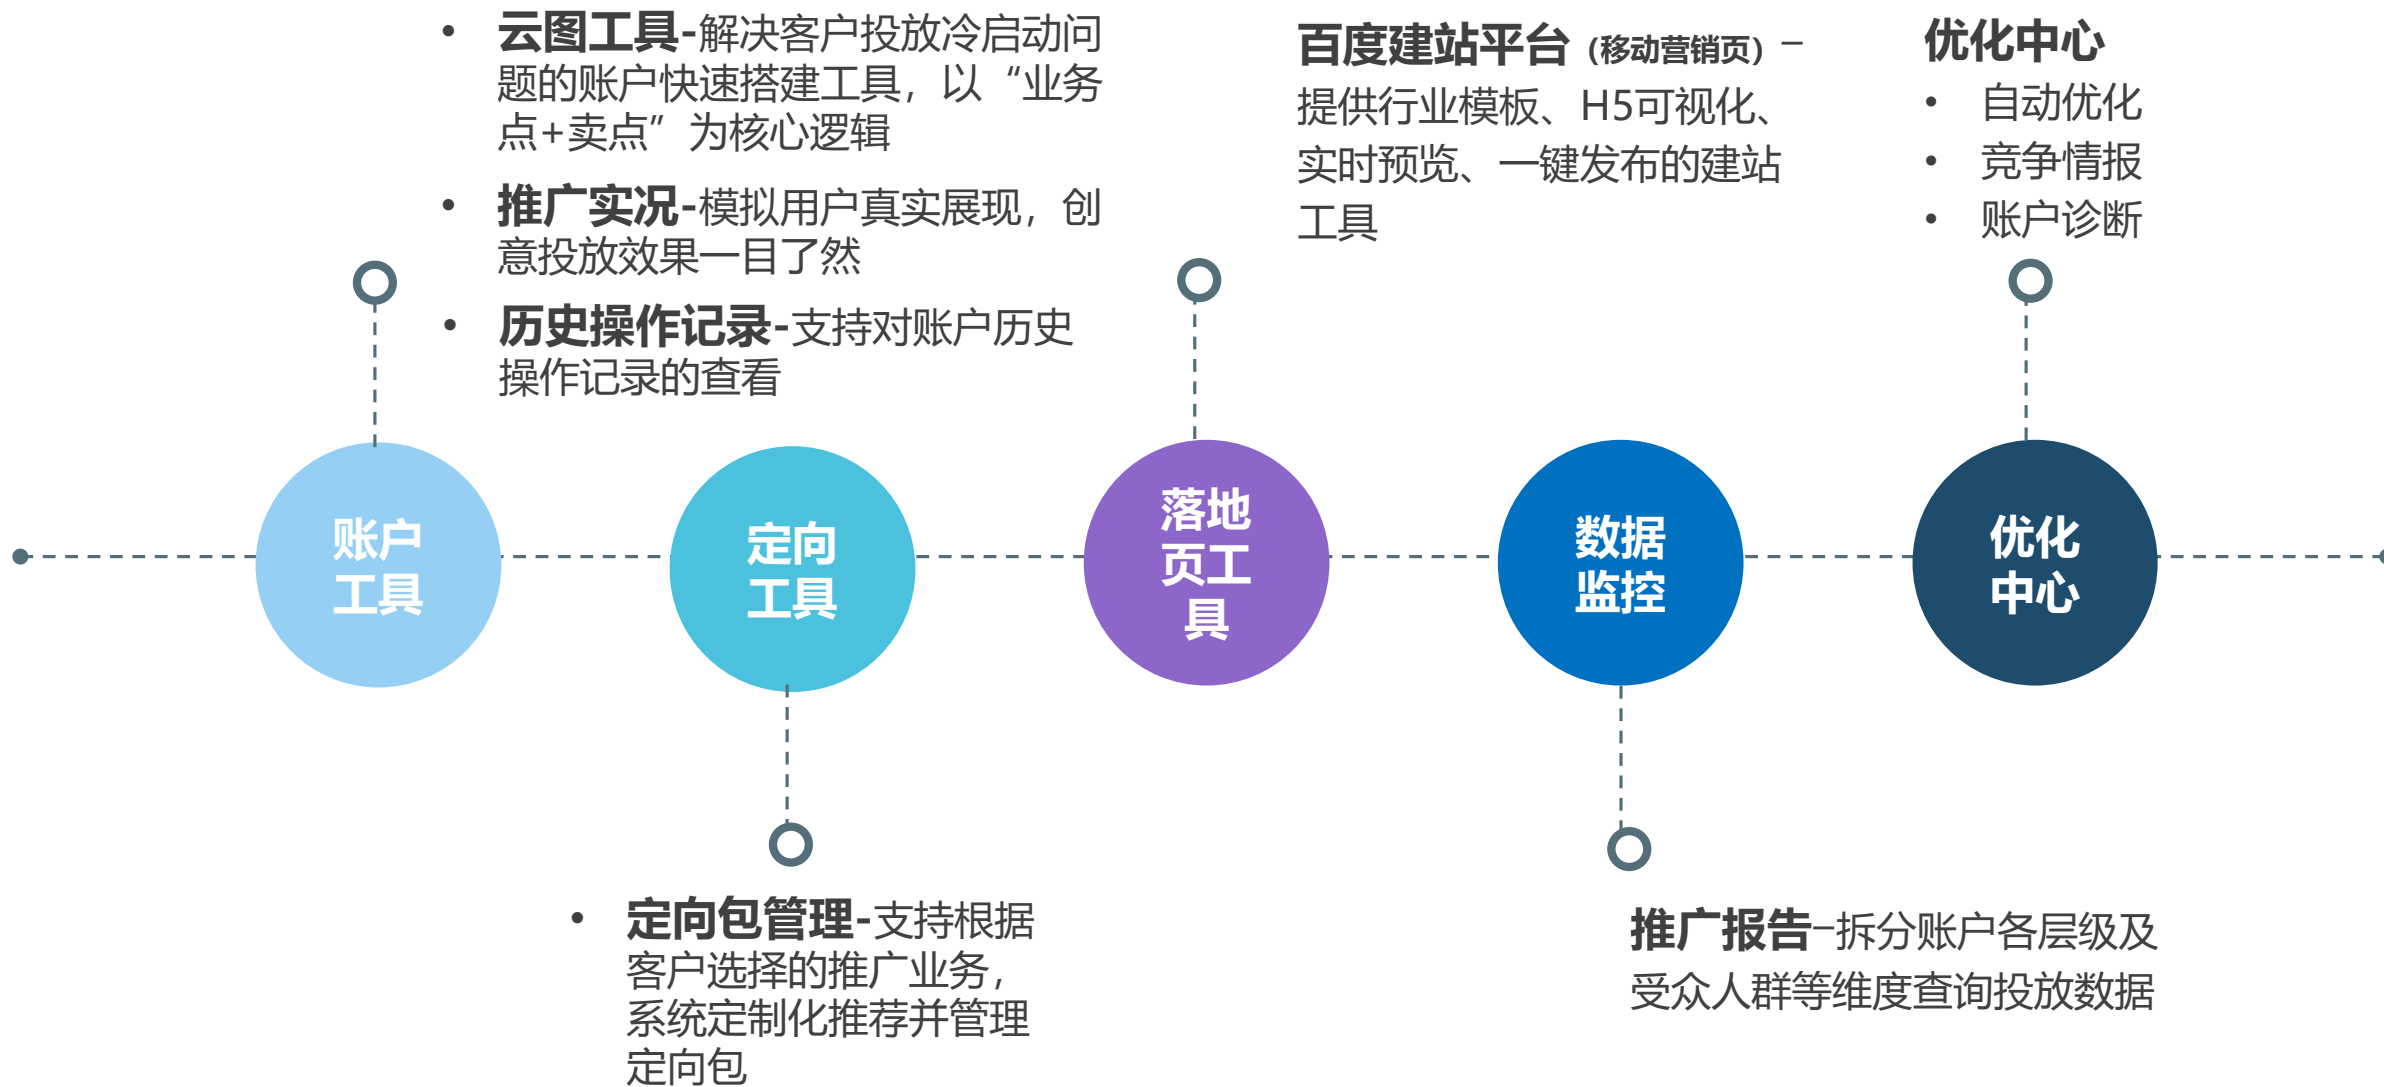 • 云图工具-解决客户投放冷启动问
题的账户快速搭建工具，以“业务
点+卖点”为核心逻辑
• 推广实况-模拟用户真实展现，创
意投放效果一目了然
• 历史操作记录-支持对账户历史
操作记录的查看
百度建站平台（移动营销页）–
提供行业模板、H5可视化、
实时预览、一键发布的建站
工具
优化中心
• 自动优化
• 竞争情报
• 账户诊断
账户
工具
定向
工具
落地
页工
具
数据
监控
优化
中心
• 定向包管理-支持根据
客户选择的推广业务，
系统定制化推荐并管理
定向包
推广报告–拆分账户各层级及
受众人群等维度查询投放数据